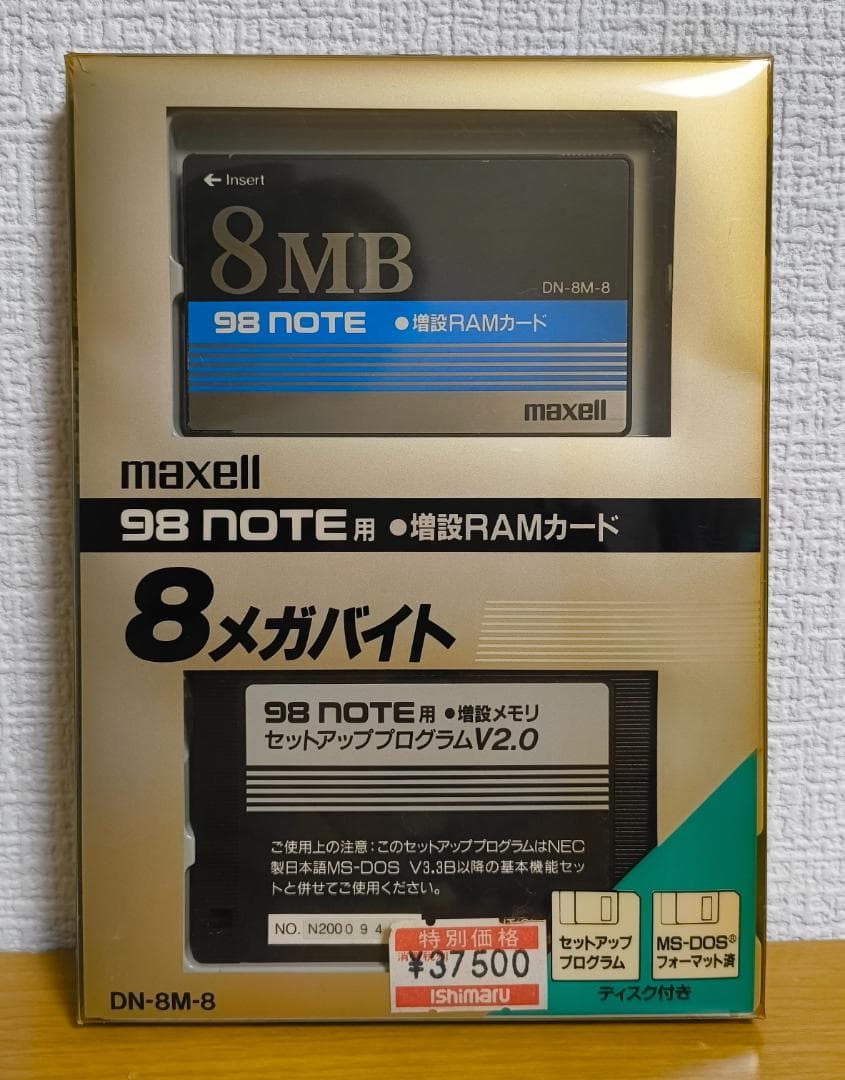 ← Insert
8MB
DN-8M-8
98 NOTE ●増設RAMカード
maxell
maxell
98 NOTE用 ●増設RAMカード
8メガバイト
98 NOTE用 ●増設メモリ
セットアッププログラムV2.0
ご使用上の注意：このセットアッププログラムはNEC
製日本語MS-DOS V3.3B以降の基本機能セッ
トと併せてご使用ください。
NO. N200094
特別価格
¥37500
Ishimaru
セットアップ
プログラム
MS-DOS®
フォーマット済
ディスク付き
DN-8M-8